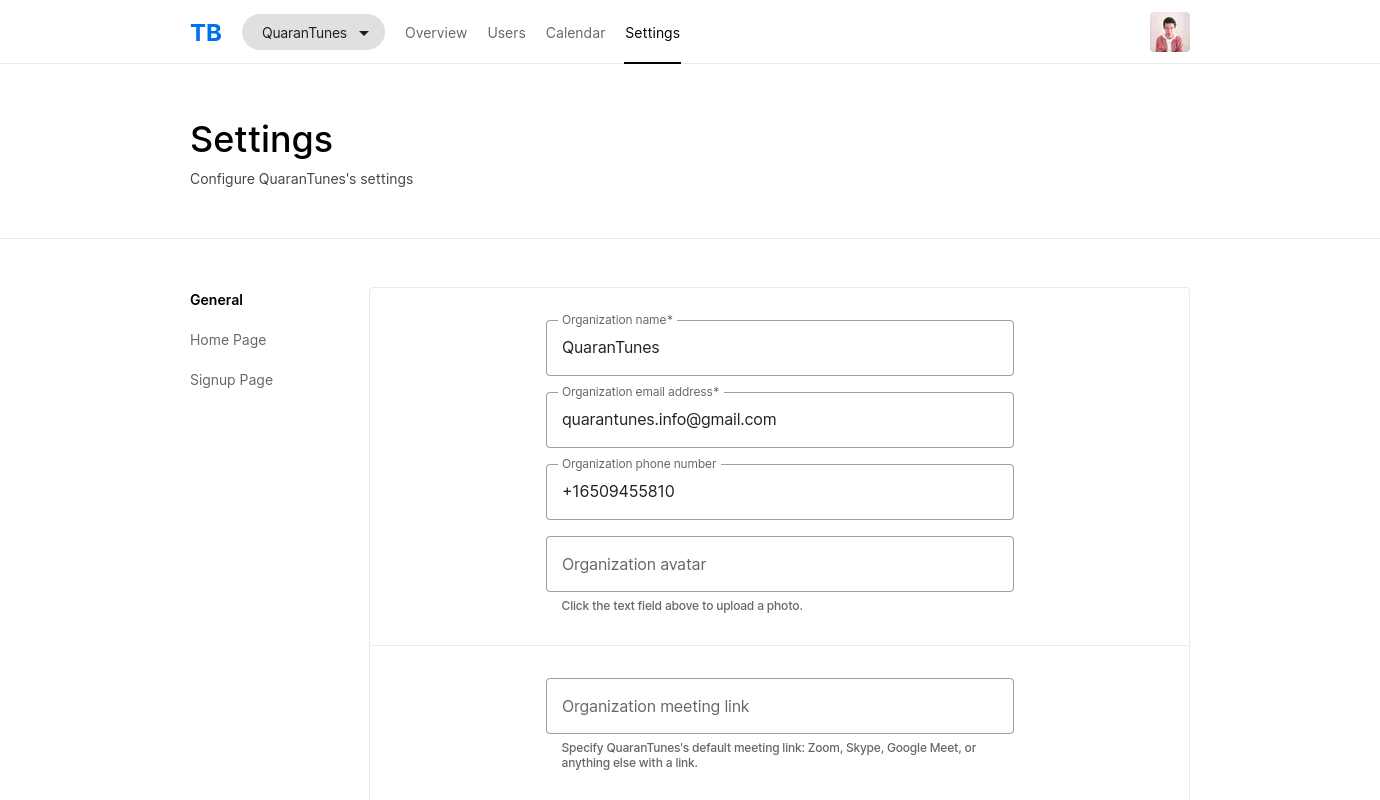 TB
QuaranTunes
Overview
Users
Calendar
Settings
Settings
Configure QuaranTunes's settings
General
Home Page
Signup Page
Organization name*
QuaranTunes
Organization email address*
quarantunes.info@gmail.com
Organization phone number
+16509455810
Organization avatar
Click the text field above to upload a photo.
Organization meeting link
Specify QuaranTunes's default meeting link: Zoom, Skype, Google Meet, or
anything else with a link.